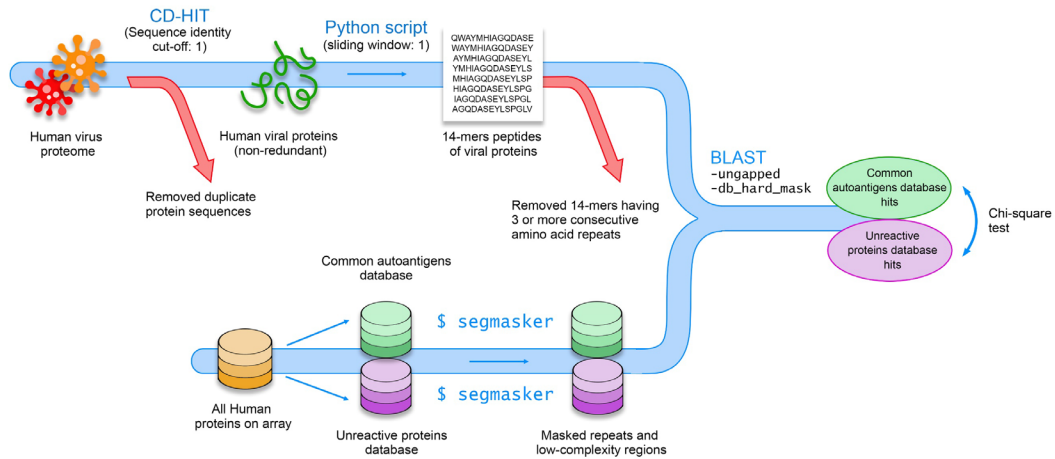 CD-HIT
(Sequence identity
cut-off: 1)
Python script
(sliding window: 1)
QWAYMHIAGQDASE
WAYMHIAGQDASEY
AYMHIAGQDASEYL
YMHIAGQDASEYLS
MHIAGQDASEYLSP
HIAGQDASEYLSPG
IAGQDASEYLSPGL
AGQDASEYLSPGLV
Human virus
proteome
Human viral proteins
(non-redundant)
14-mers peptides
of viral proteins
Removed duplicate
protein sequences
Removed 14-mers having
3 or more consecutive
amino acid repeats
BLAST
-ungapped
-db_hard_mask
Common
autoantigens database
hits
Unreactive
proteins database
hits
Chi-square
test
Common autoantigens
database
$ segmasker
$ segmasker
All Human
proteins on array
Unreactive proteins
database
Masked repeats and
low-complexity regions